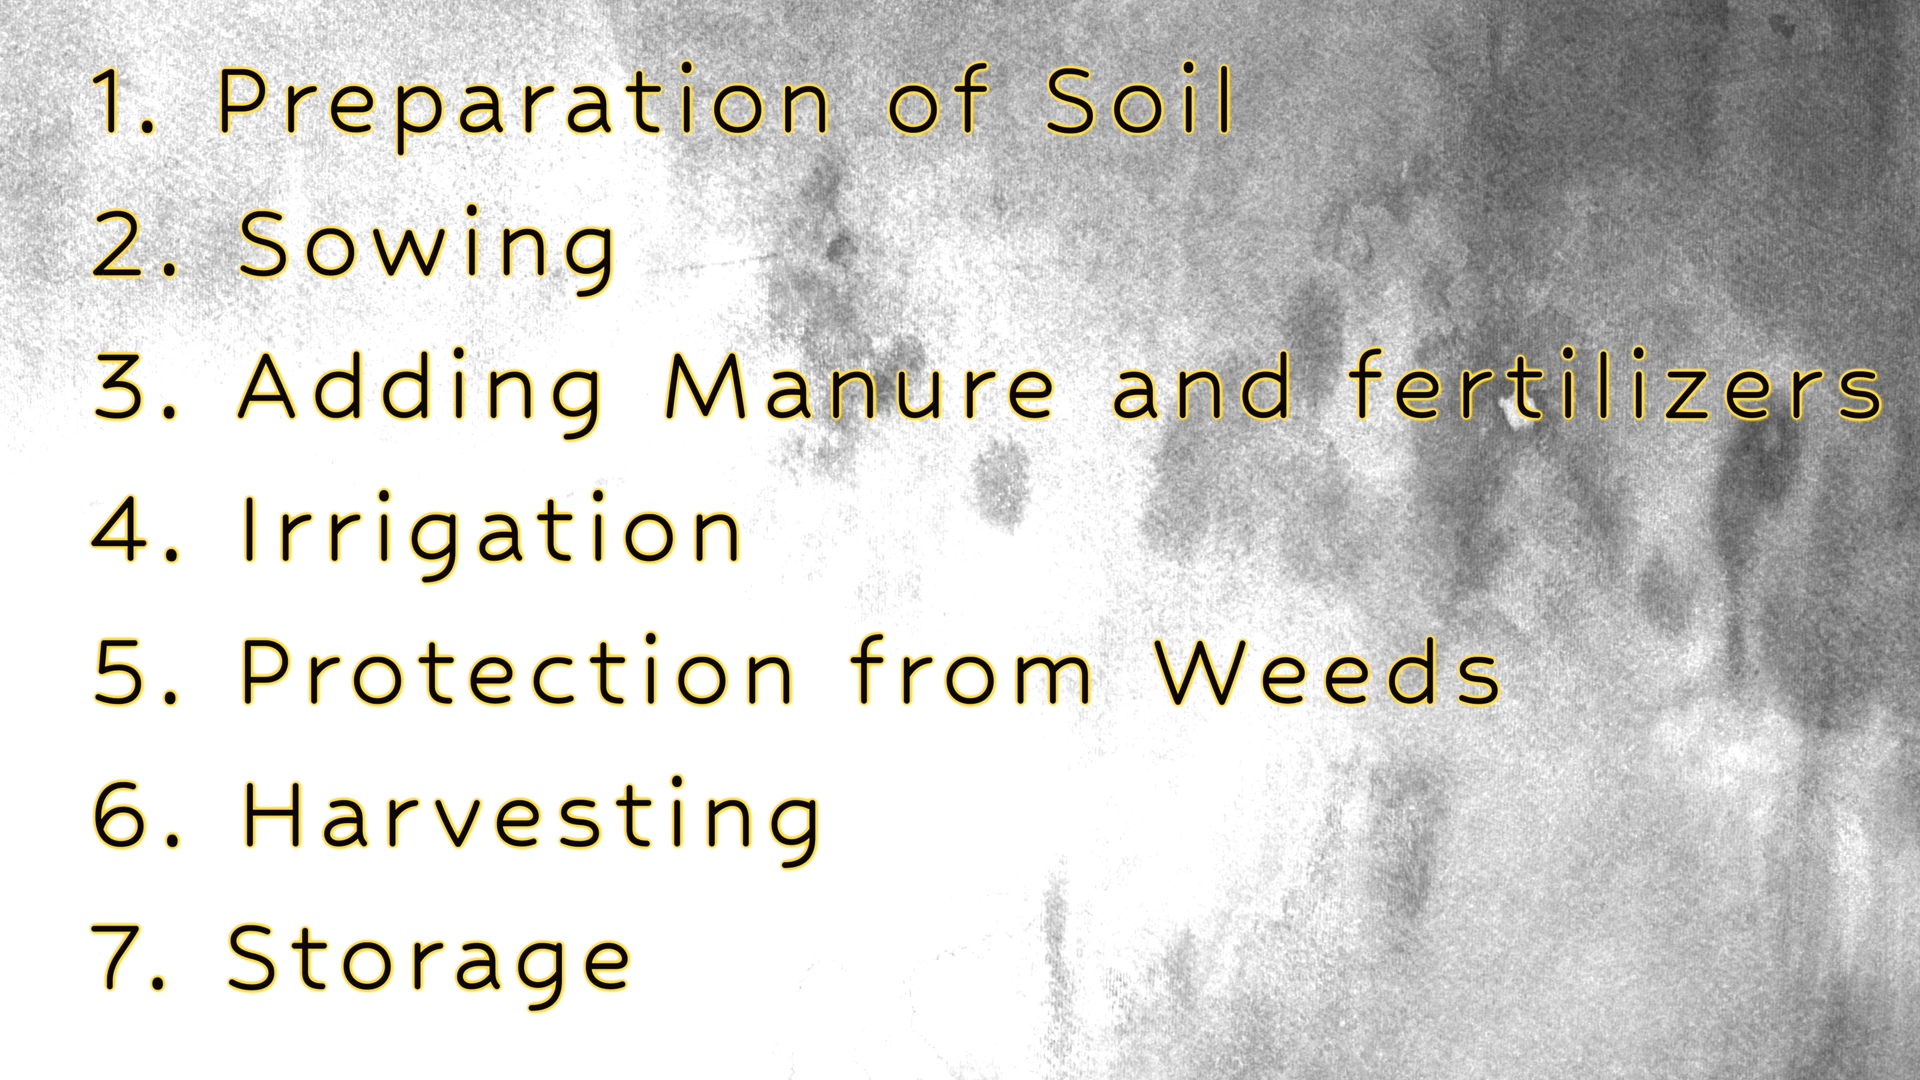 1. Preparation of Soil
2. Sowing
3. Adding Manure and fertilizers
4. Irrigation
5. Protection from Weeds
6. Harvesting
7. Storage